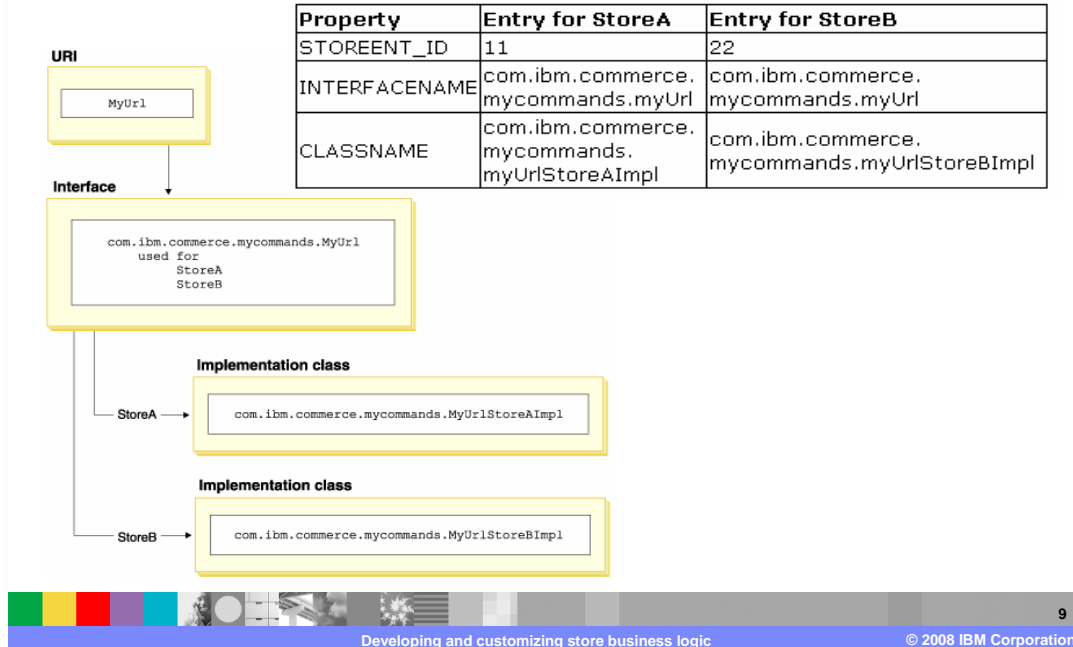 Property Entry for StoreA Entry for StoreB
STOREENT_ID 11 22
INTERFACENAME com.ibm.commerce. mycommands.myUrl com.ibm.commerce. mycommands.myUrl
CLASSNAME com.ibm.commerce. mycommands. myUrlStoreAImpl com.ibm.commerce. mycommands.myUrlStoreBImpl
URI
MyUrl
Interface
com.ibm.commerce.mycommands.MyUrl
used for
StoreA
StoreB
Implementation class
StoreA
com.ibm.commerce.mycommands.MyUrlStoreAImpl
Implementation class
StoreB
com.ibm.commerce.mycommands.MyUrlStoreBImpl
9
Developing and customizing store business logic
© 2008 IBM Corporation